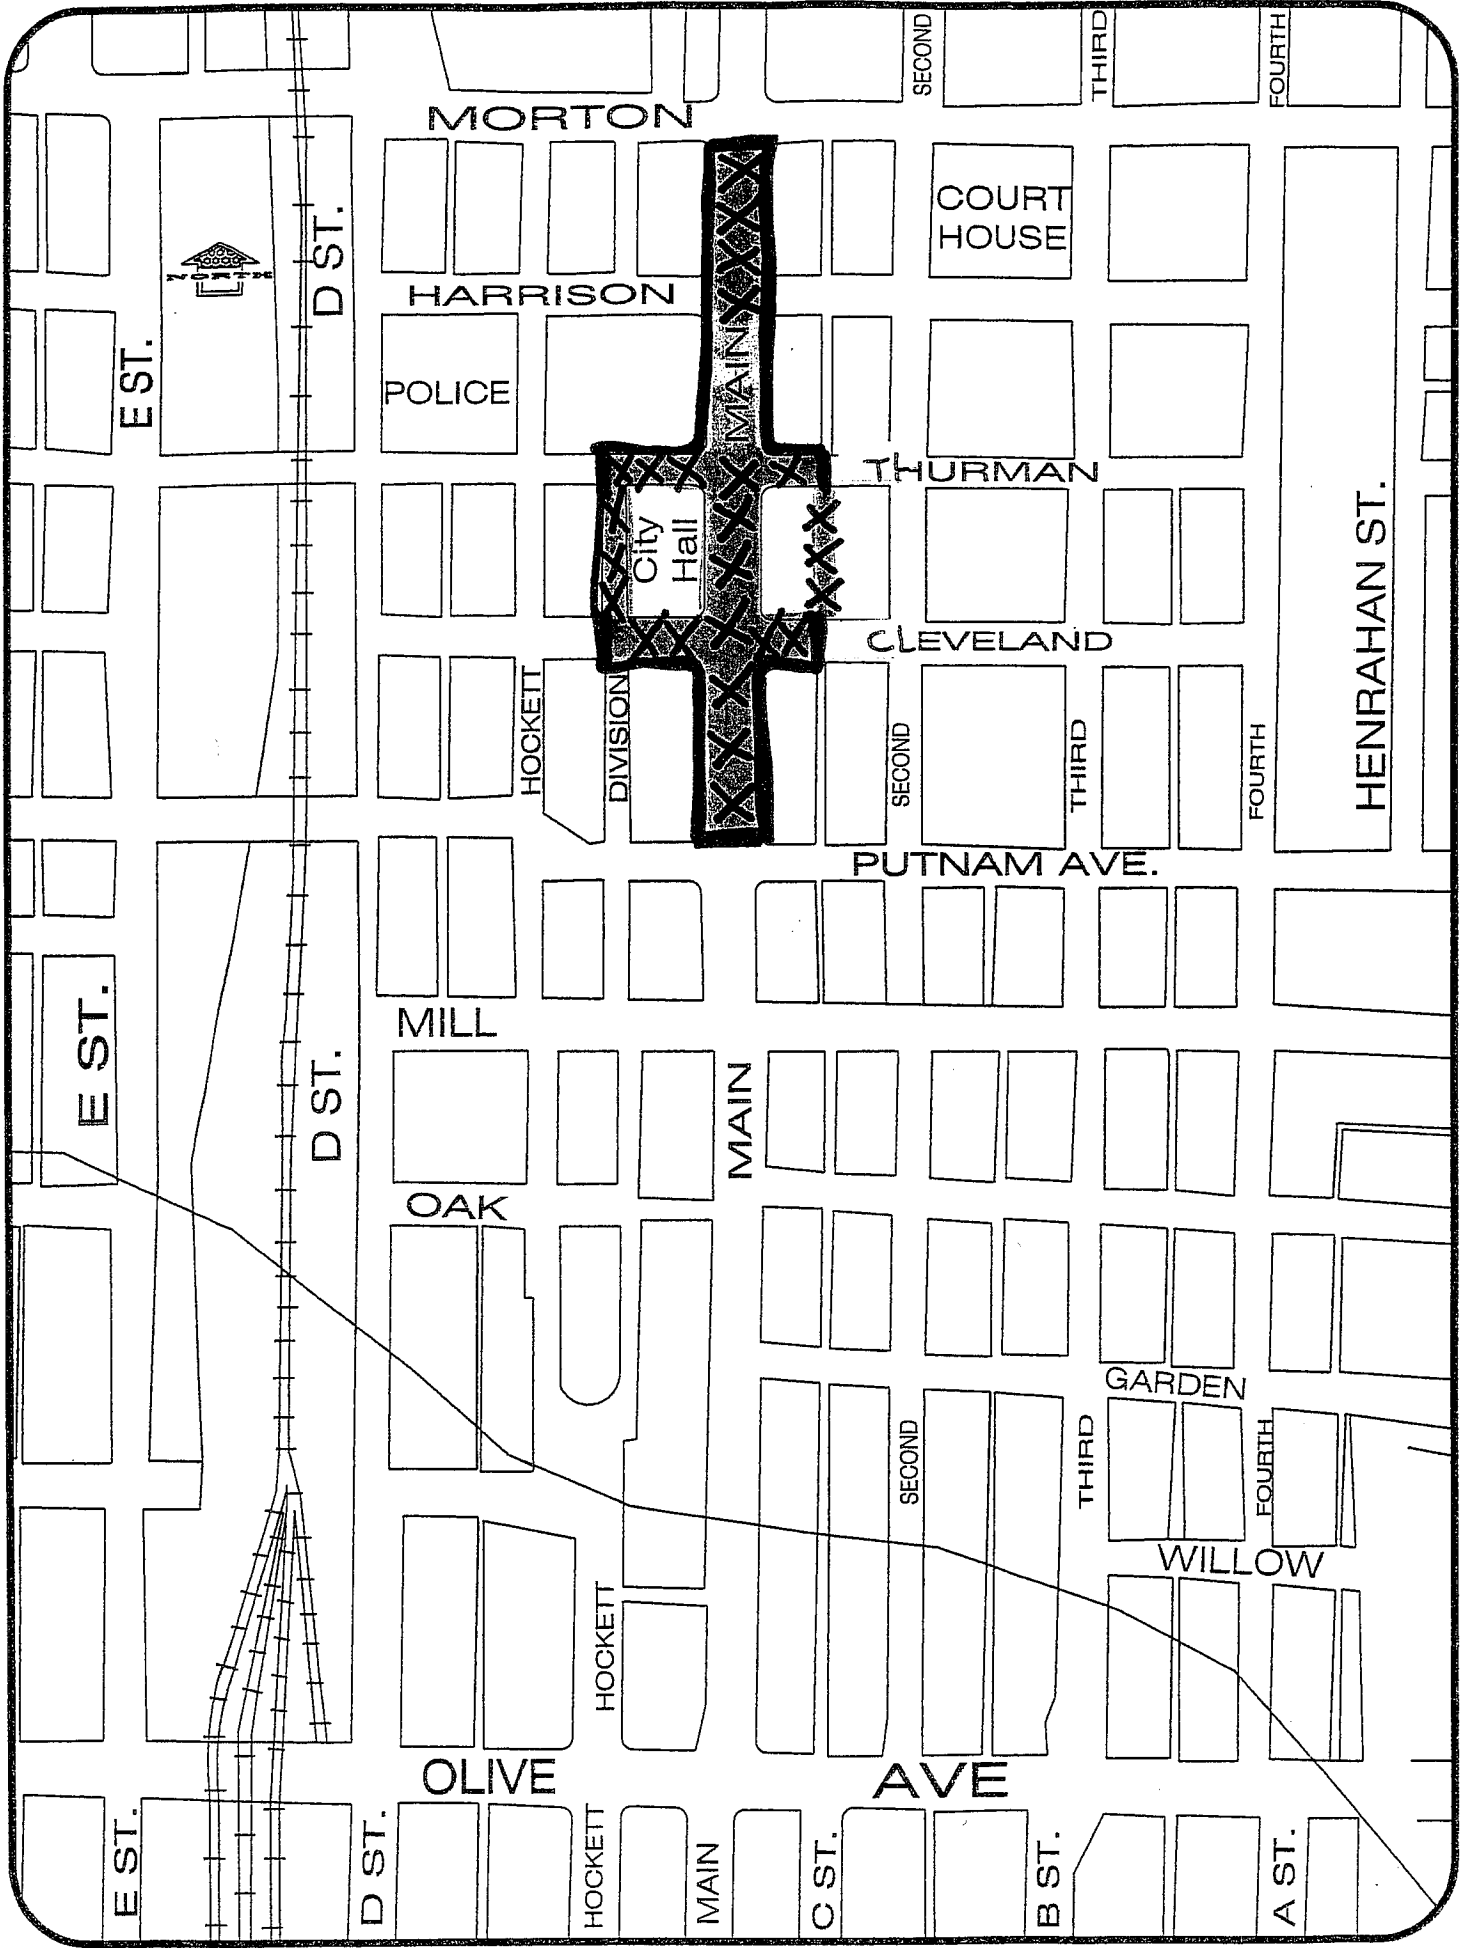 SECOND
THIRD
FOURTH
MORTON
COURT
HOUSE
NORTH
D ST.
HARRISON
MAIN
E ST.
POLICE
THURMAN
City
Hall
HENRAHAN ST.
CLEVELAND
HOCKETT
DIVISION
SECOND
THIRD
FOURTH
PUTNAM AVE.
E ST.
MILL
D ST.
MAIN
OAK
GARDEN
SECOND
THIRD
FOURTH
WILLOW
HOCKETT
OLIVE
AVE
E ST.
D ST.
HOCKETT
MAIN
C ST.
B ST.
A ST.